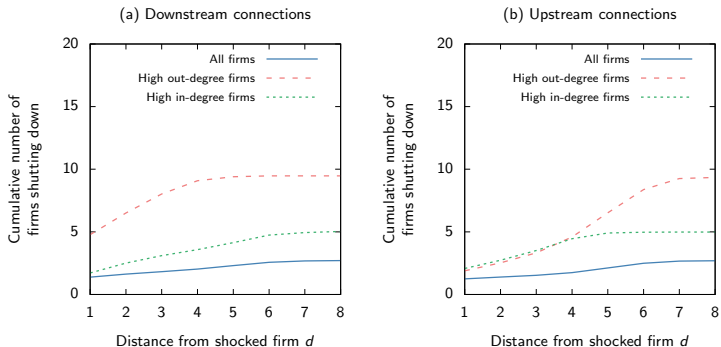 (a) Downstream connections
20
15
10
5
0
1 2 3 4 5 6 7 8
Cumulative number of
firms shutting down
Distance from shocked firm d
All firms
High out-degree firms
High in-degree firms
(b) Upstream connections
20
15
10
5
0
1 2 3 4 5 6 7 8
Cumulative number of
firms shutting down
Distance from shocked firm d
All firms
High out-degree firms
High in-degree firms